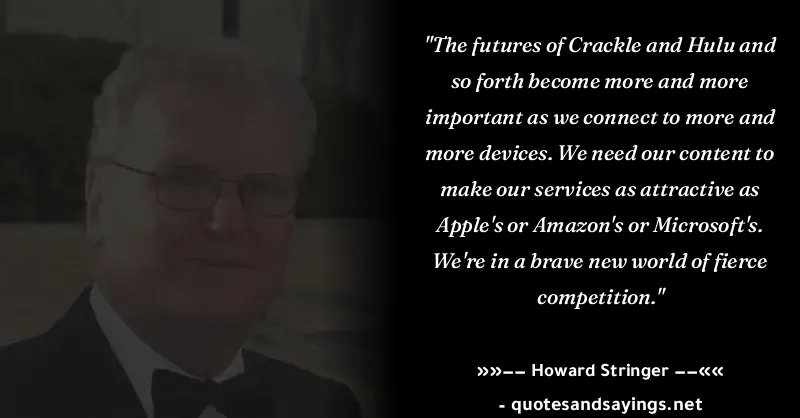 "The futures of Crackle and Hulu and
so forth become more and more
important as we connect to more and
more devices. We need our content to
make our services as attractive as
Apple's or Amazon's or Microsoft's.
We're in a brave new world of fierce
competition."
»»–– Howard Stringer ––««
- quotesandsayings.net